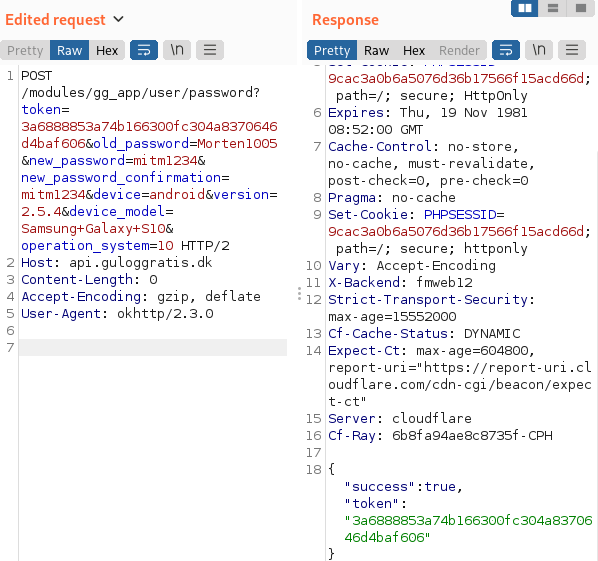 Edited request
Pretty Raw Hex \n
1 POST
/modules/gg_app/user/password?
token=
3a6888853a74b166300fc304a8370646
d4baf606&old_password=Morten1005
&new_password=mitm1234&
new_password_confirmation=
mitm1234&device=android&version=
2.5.4&device_model=
Samsung+Galaxy+S10&
operation_system=10 HTTP/2
2 Host: api.guloggratis.dk
3 Content-Length: 0
4 Accept-Encoding: gzip, deflate
5 User-Agent: okhttp/2.3.0
6
7
Response
Pretty Raw Hex Render \n
9cac3a0b6a5076d36b17566f15acd66d;
path=/; secure; HttpOnly
6 Expires: Thu, 19 Nov 1981
08:52:00 GMT
7 Cache-Control: no-store,
no-cache, must-revalidate,
post-check=0, pre-check=0
8 Pragma: no-cache
9 Set-Cookie: PHPSESSID=
9cac3a0b6a5076d36b17566f15acd66d;
path=/; secure; httponly
10 Vary: Accept-Encoding
11 X-Backend: fmweb12
12 Strict-Transport-Security:
max-age=15552000
13 Cf-Cache-Status: DYNAMIC
14 Expect-Ct: max-age=604800,
report-uri="https://report-uri.cl
oudflare.com/cdn-cgi/beacon/expec
t-ct"
15 Server: cloudflare
16 Cf-Ray: 6b8fa94ae8c8735f-CPH
17
18 {
"success":true,
"token":
"3a6888853a74b166300fc304a83706
46d4baf606"
}